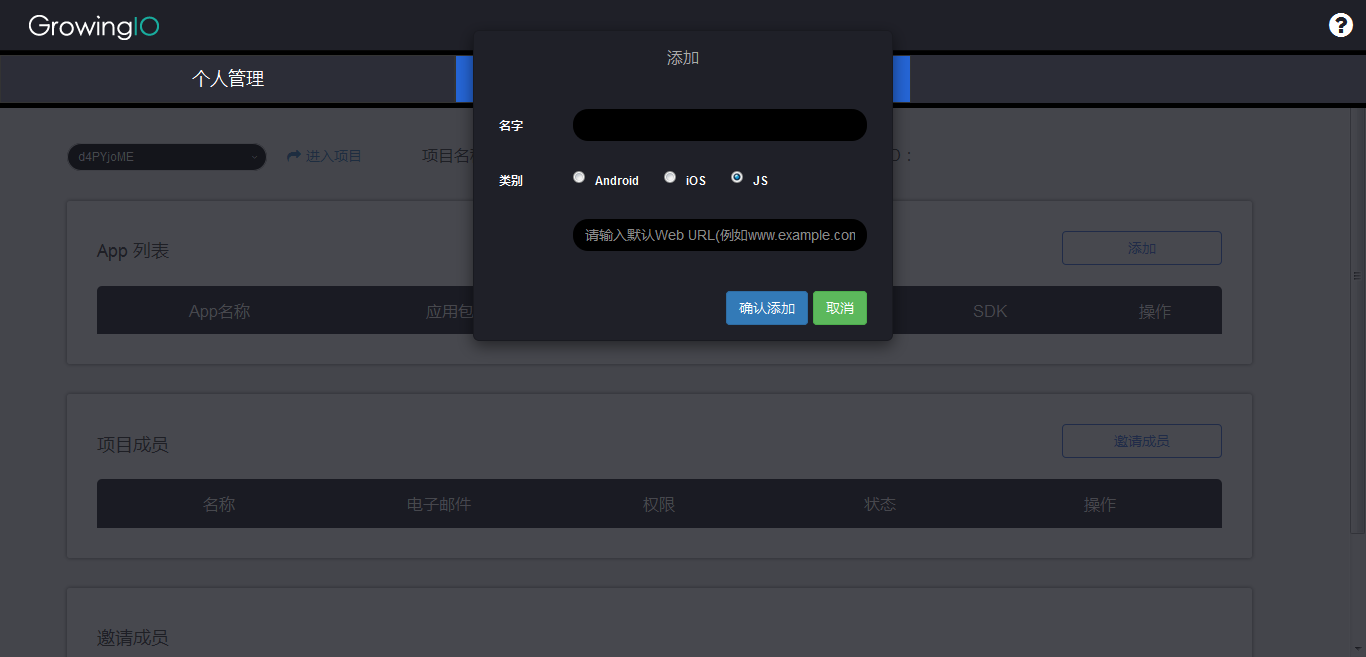 GrowingIO
?
添加
个人管理
名字
d4PYjoME
进入项目
项目名
D：
类别
Android
iOS
JS
请输入默认Web URL(例如www.example.con
App 列表
添加
确认添加
取消
App名称
应用包
SDK
操作
项目成员
邀请成员
名称
电子邮件
权限
状态
操作
邀请成员